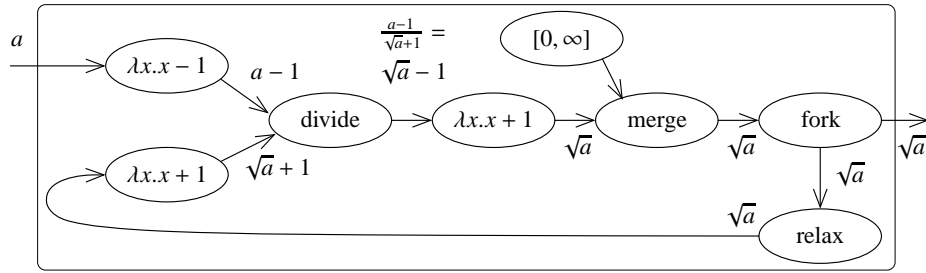 a
λx.x − 1
a − 1
(a−1)/(√a+1) =
√a − 1
[0, ∞]
divide
λx.x + 1
√a
merge
√a
fork
√a
λx.x + 1
√a + 1
√a
√a
relax